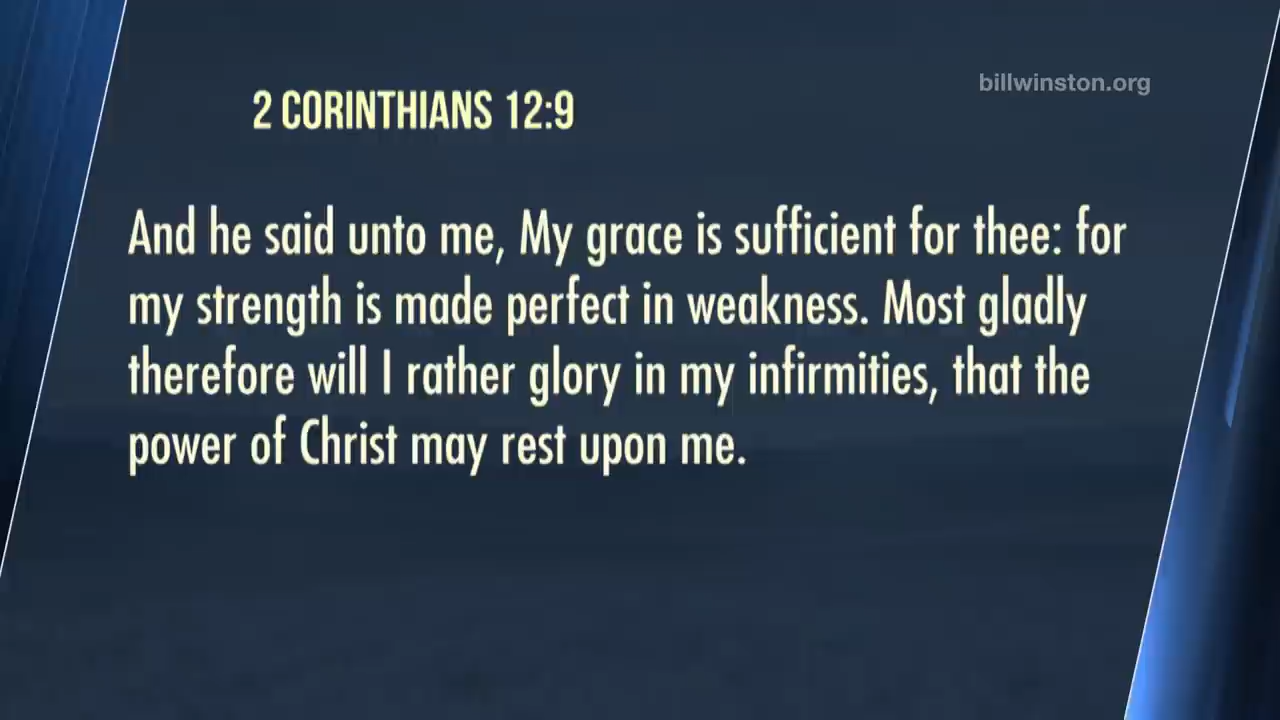 billwinston.org
2 CORINTHIANS 12:9
And he said unto me, My grace is sufficient for thee: for
my strength is made perfect in weakness. Most gladly
therefore will I rather glory in my infirmities, that the
power of Christ may rest upon me.